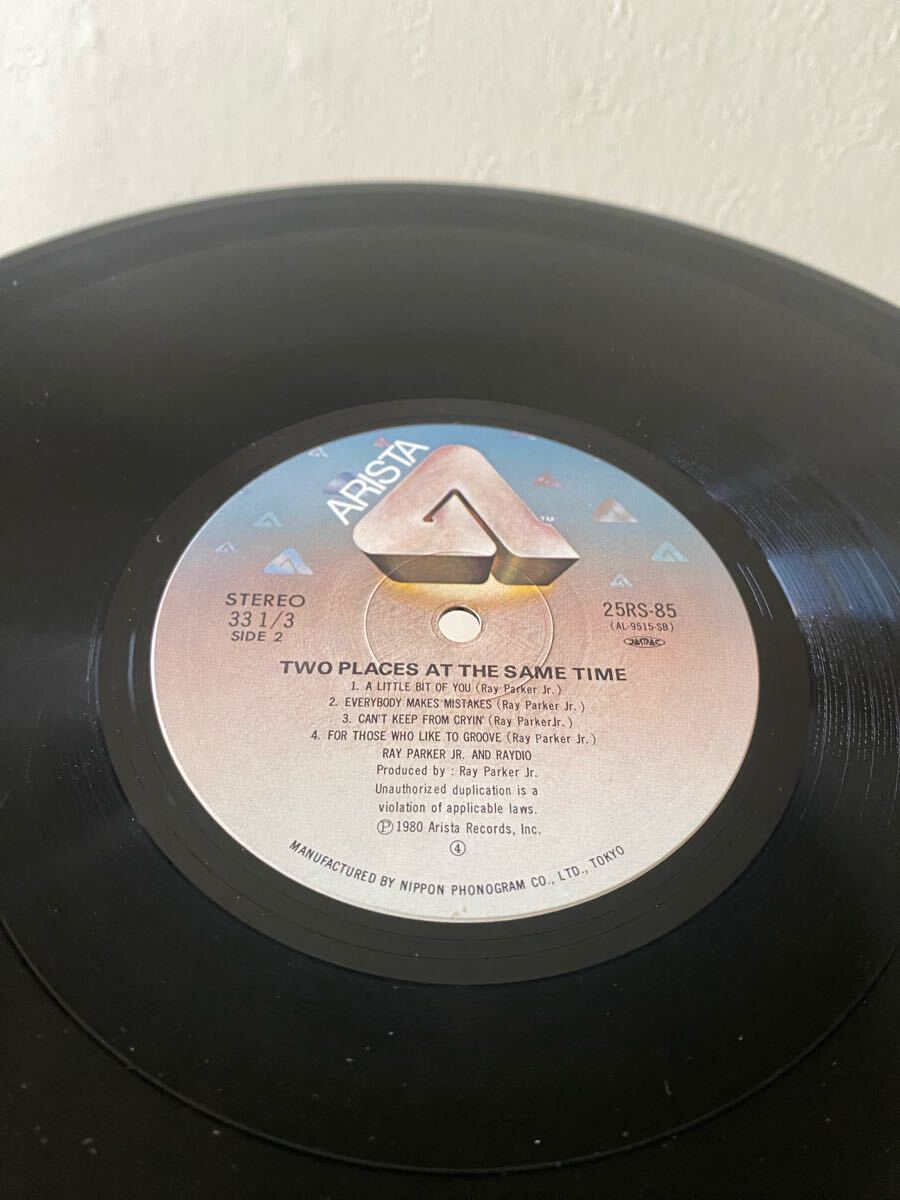 ARISTA
TM
STEREO
33 1/3
SIDE 2
25RS-85
(AL-9515-SB)
JASRAC
TWO PLACES AT THE SAME TIME
1. A LITTLE BIT OF YOU (Ray Parker Jr.)
2. EVERYBODY MAKES MISTAKES (Ray Parker Jr.)
3. CAN'T KEEP FROM CRYIN' (Ray ParkerJr.)
4. FOR THOSE WHO LIKE TO GROOVE (Ray Parker Jr.)
RAY PARKER JR. AND RAYDIO
Produced by : Ray Parker Jr.
Unauthorized duplication is a
violation of applicable laws.
Ⓟ1980 Arista Records, Inc.
④
MANUFACTURED BY NIPPON PHONOGRAM CO., LTD., TOKYO